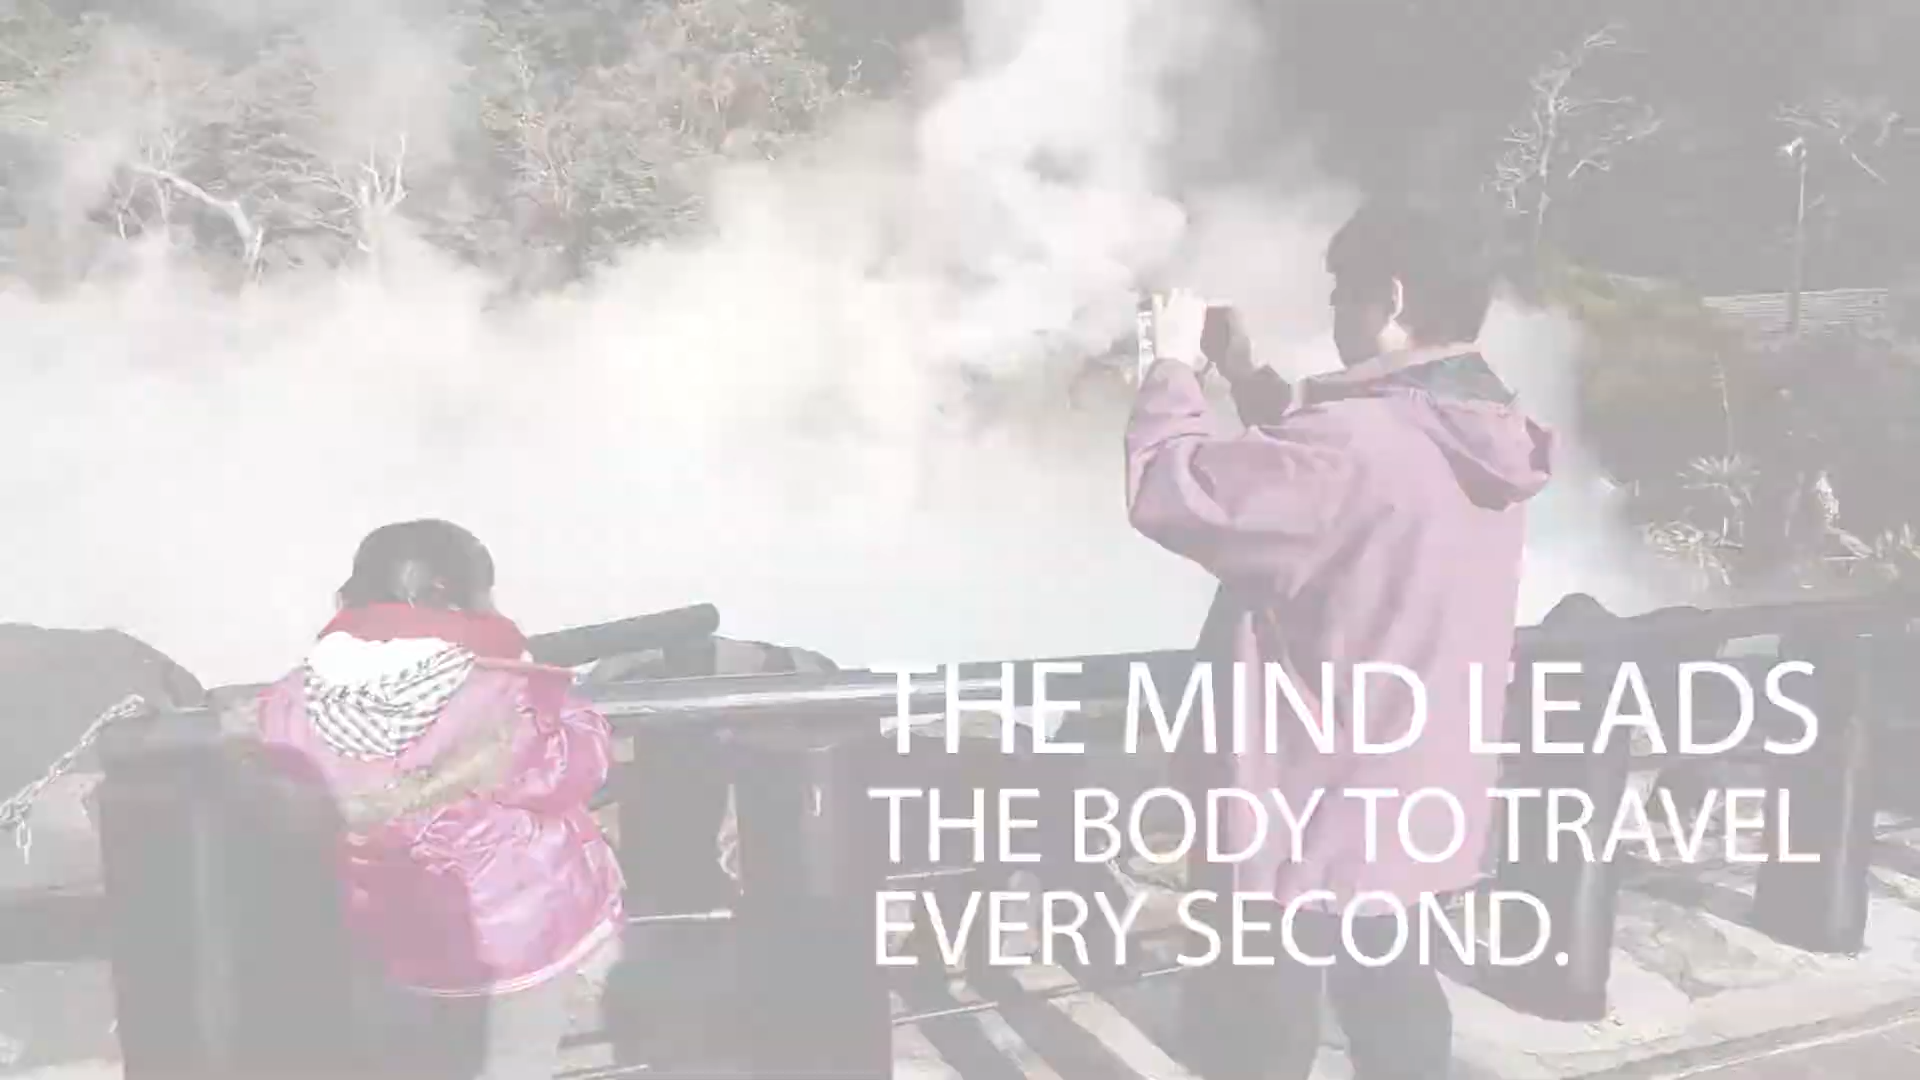 THE MIND LEADS
THE BODY TO TRAVEL
EVERY SECOND.